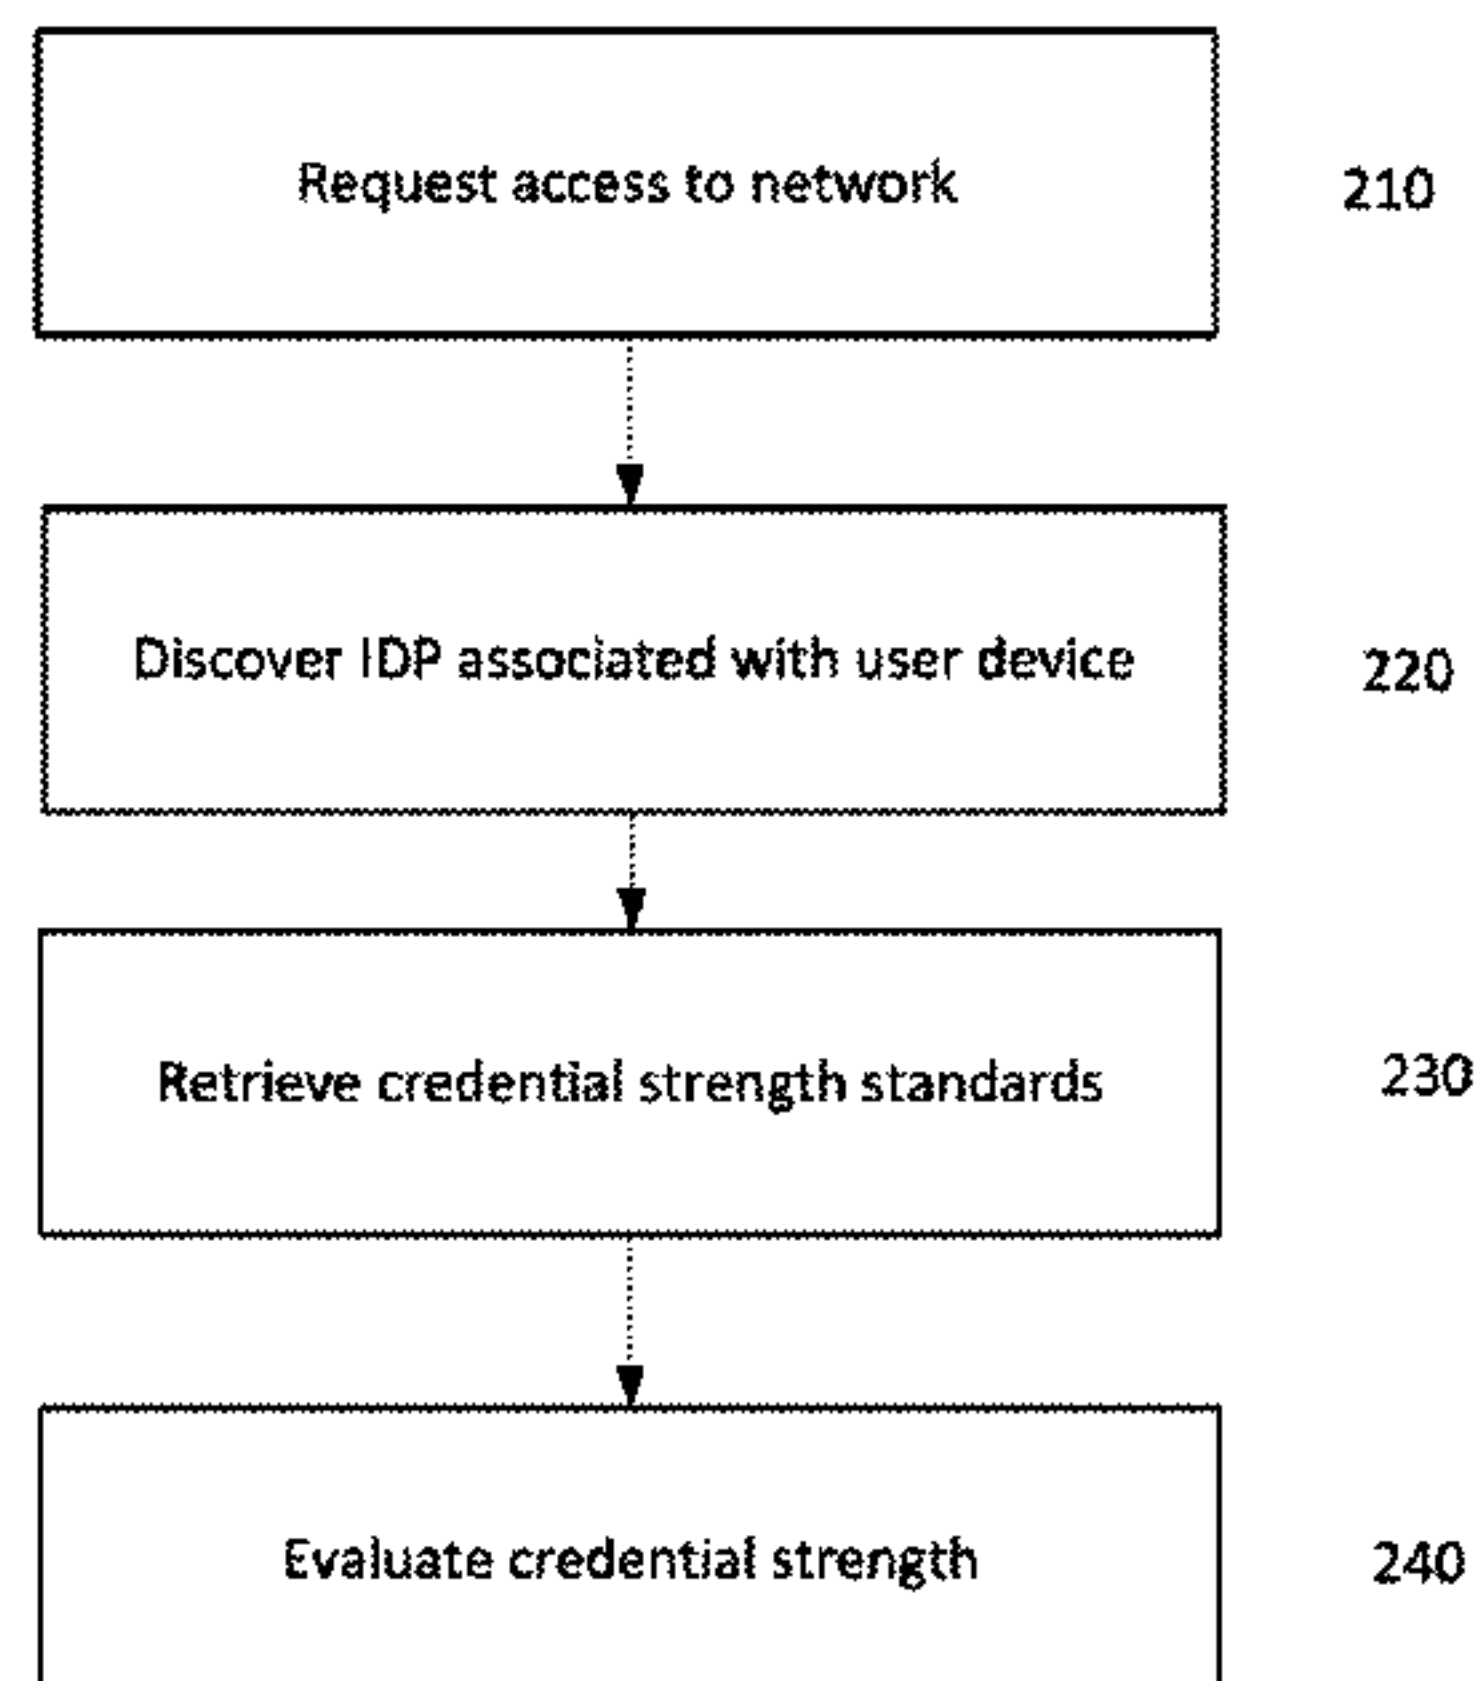 Request access to network
210
Discover IDP associated with user device
220
Retrieve credential strength standards
230
Evaluate credential strength
240